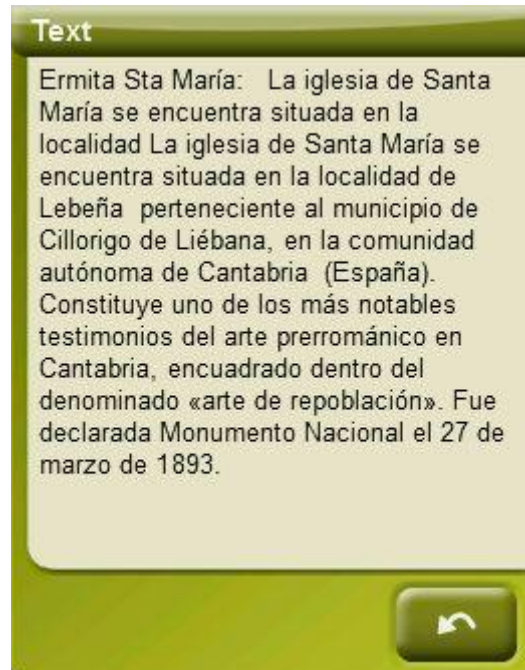 Text
Ermita Sta María:   La iglesia de Santa
María se encuentra situada en la
localidad La iglesia de Santa María se
encuentra situada en la localidad de
Lebeña  perteneciente al municipio de
Cillorigo de Liébana, en la comunidad
autónoma de Cantabria  (España).
Constituye uno de los más notables
testimonios del arte prerrománico en
Cantabria, encuadrado dentro del
denominado «arte de repoblación». Fue
declarada Monumento Nacional el 27 de
marzo de 1893.